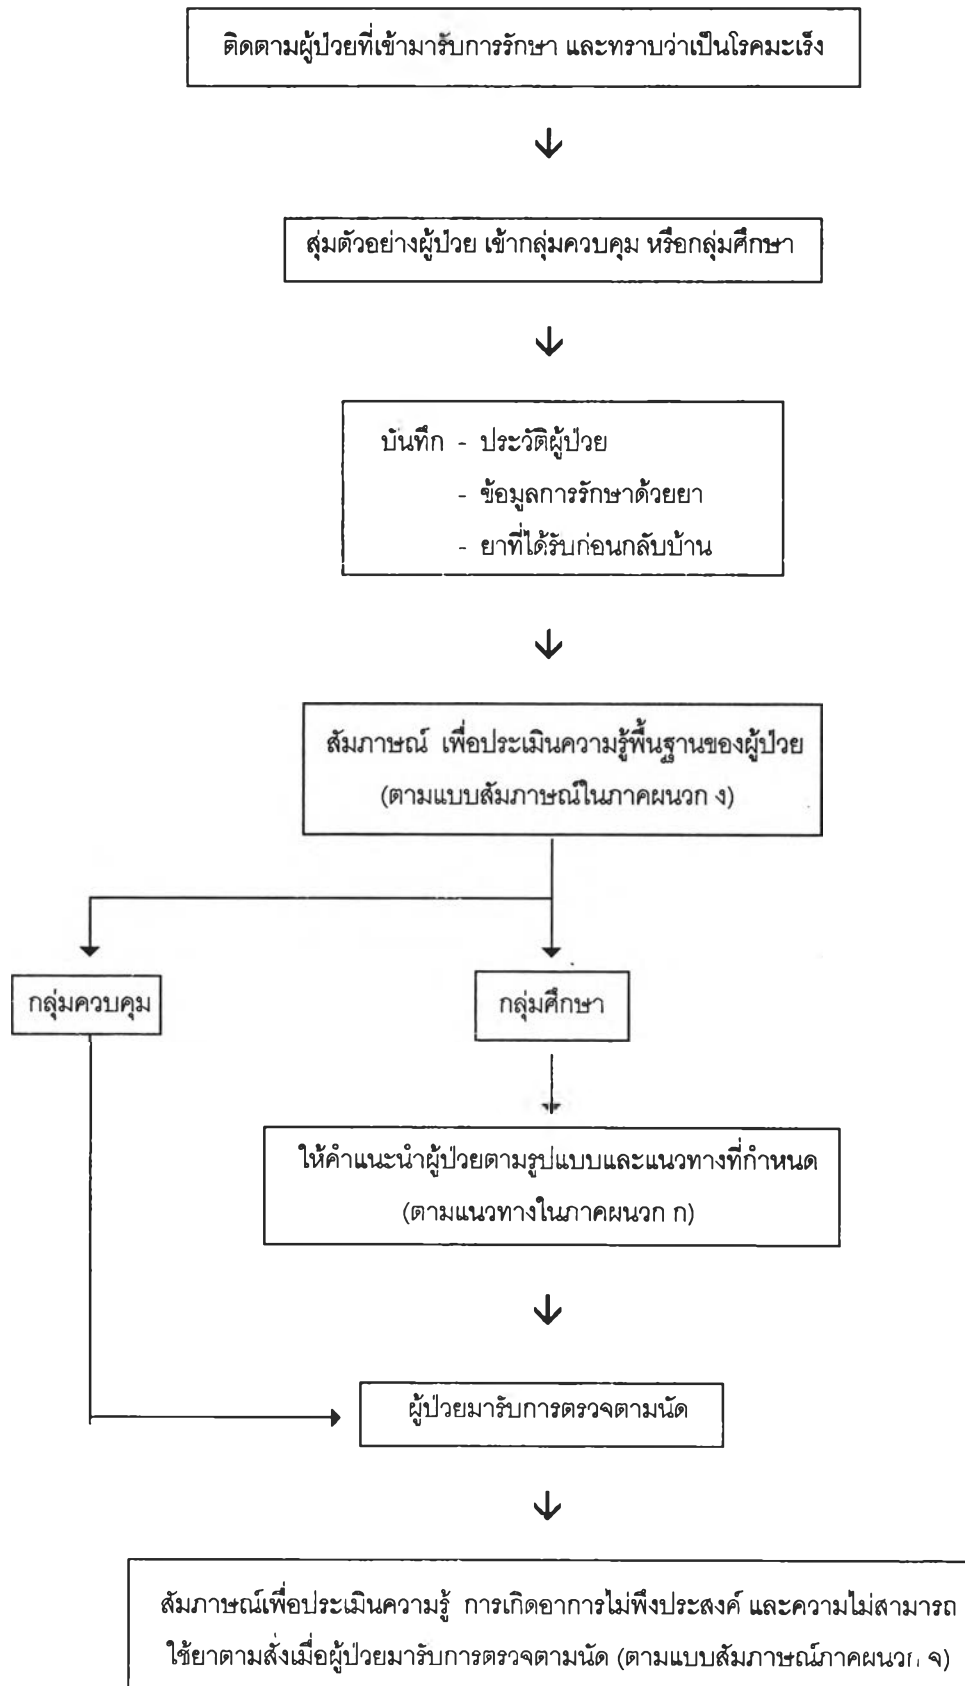 ติดตามผู้ป่วยที่เข้ามารับการรักษา และทราบว่าเป็นโรคมะเร็ง
สุ่มตัวอย่างผู้ป่วย เข้ากลุ่มควบคุม หรือกลุ่มศึกษา
บันทึก - ประวัติผู้ป่วย
- ข้อมูลการรักษาด้วยยา
- ยาที่ได้รับก่อนกลับบ้าน
สัมภาษณ์ เพื่อประเมินความรู้พื้นฐานของผู้ป่วย
(ตามแบบสัมภาษณ์ในภาคผนวก ง)
กลุ่มควบคุม
กลุ่มศึกษา
ให้คำแนะนำผู้ป่วยตามรูปแบบและแนวทางที่กำหนด
(ตามแนวทางในภาคผนวก ก)
ผู้ป่วยมารับการตรวจตามนัด
สัมภาษณ์เพื่อประเมินความรู้ การเกิดอาการไม่พึงประสงค์ และความไม่สามารถ
ใช้ยาตามสั่งเมื่อผู้ป่วยมารับการตรวจตามนัด (ตามแบบสัมภาษณ์ภาคผนวก จ)